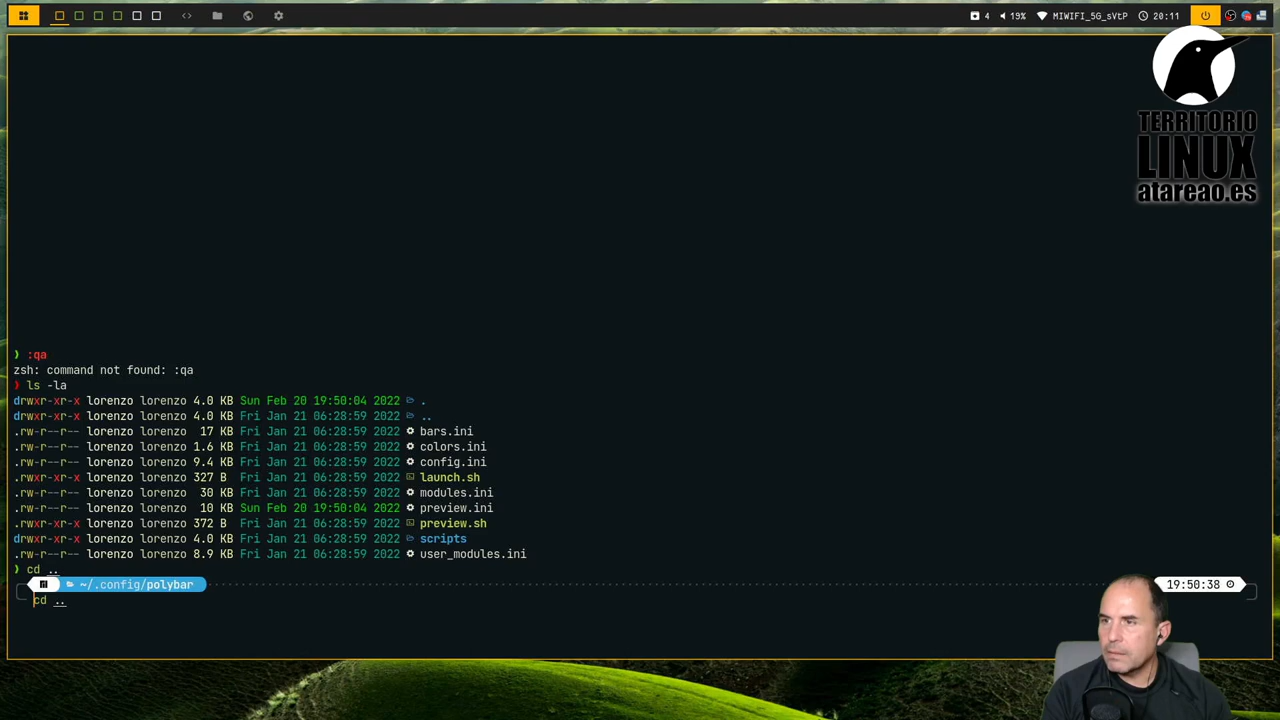 4 19% MIWIFI_5G_sVtP 20:11
TERRITORIO
LINUX
atareao.es
❯ :qa
zsh: command not found: :qa
❯ ls -la
drwxr-xr-x lorenzo lorenzo 4.0 KB Sun Feb 20 19:50:04 2022 .
drwxr-xr-x lorenzo lorenzo 4.0 KB Fri Jan 21 06:28:59 2022 ..
.rw-r--r-- lorenzo lorenzo 17 KB Fri Jan 21 06:28:59 2022 bars.ini
.rw-r--r-- lorenzo lorenzo 1.6 KB Fri Jan 21 06:28:59 2022 colors.ini
.rw-r--r-- lorenzo lorenzo 9.4 KB Fri Jan 21 06:28:59 2022 config.ini
.rwxr-xr-x lorenzo lorenzo 327 B Fri Jan 21 06:28:59 2022 launch.sh
.rw-r--r-- lorenzo lorenzo 30 KB Fri Jan 21 06:28:59 2022 modules.ini
.rw-r--r-- lorenzo lorenzo 10 KB Sun Feb 20 19:50:04 2022 preview.ini
.rwxr-xr-x lorenzo lorenzo 372 B Fri Jan 21 06:28:59 2022 preview.sh
drwxr-xr-x lorenzo lorenzo 4.0 KB Fri Jan 21 06:28:59 2022 scripts
.rw-r--r-- lorenzo lorenzo 8.9 KB Fri Jan 21 06:28:59 2022 user_modules.ini
❯ cd ..
~/.config/polybar 19:50:38
cd ..